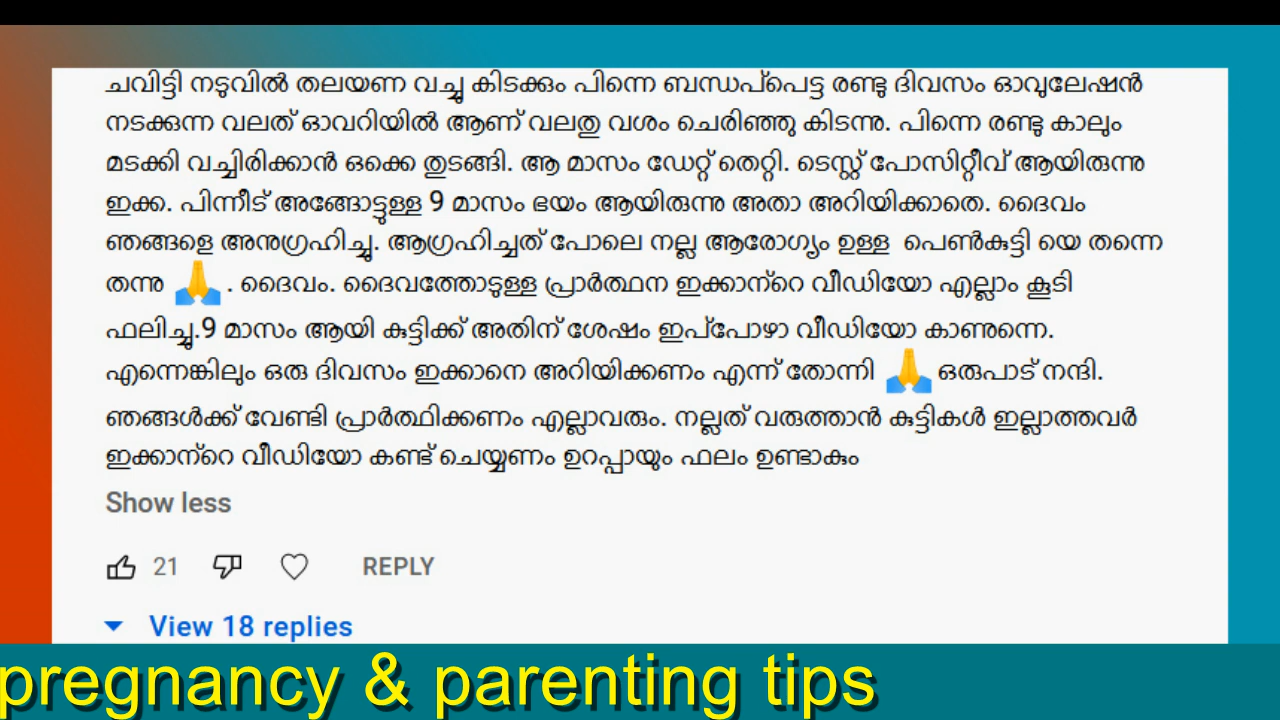 ചവിട്ടി നടുവിൽ തലയണ വച്ചു കിടക്കും പിന്നെ ബന്ധപ്പെട്ട രണ്ടു ദിവസം ഓവുലേഷൻ
നടക്കുന്ന വലത് ഓവറിയിൽ ആണ് വലതു വശം ചെരിഞ്ഞു കിടന്നു. പിന്നെ രണ്ടു കാലും
മടക്കി വച്ചിരിക്കാൻ ഒക്കെ തുടങ്ങി. ആ മാസം ഡേറ്റ് തെറ്റി. ടെസ്റ്റ് പോസിറ്റീവ് ആയിരുന്നു
ഇക്ക. പിന്നീട് അങ്ങോട്ടുള്ള 9 മാസം ഭയം ആയിരുന്നു അതാ അറിയിക്കാതെ. ദൈവം
ഞങ്ങളെ അനുഗ്രഹിച്ചു. ആഗ്രഹിച്ചത് പോലെ നല്ല ആരോഗ്യം ഉള്ള പെൺകുട്ടി യെ തന്നെ
തന്നു 🙏. ദൈവം. ദൈവത്തോടുള്ള പ്രാർത്ഥന ഇക്കാന്റെ വീഡിയോ എല്ലാം കൂടി
ഫലിച്ചു.9 മാസം ആയി കുട്ടിക്ക് അതിന് ശേഷം ഇപ്പോഴാ വീഡിയോ കാണുന്നെ.
എന്നെങ്കിലും ഒരു ദിവസം ഇക്കാനെ അറിയിക്കണം എന്ന് തോന്നി 🙏 ഒരുപാട് നന്ദി.
ഞങ്ങൾക്ക് വേണ്ടി പ്രാർത്ഥിക്കണം എല്ലാവരും. നല്ലത് വരുത്താൻ കുട്ടികൾ ഇല്ലാത്തവർ
ഇക്കാന്റെ വീഡിയോ കണ്ട് ചെയ്യണം ഉറപ്പായും ഫലം ഉണ്ടാകും
Show less
21 REPLY
View 18 replies
pregnancy & parenting tips